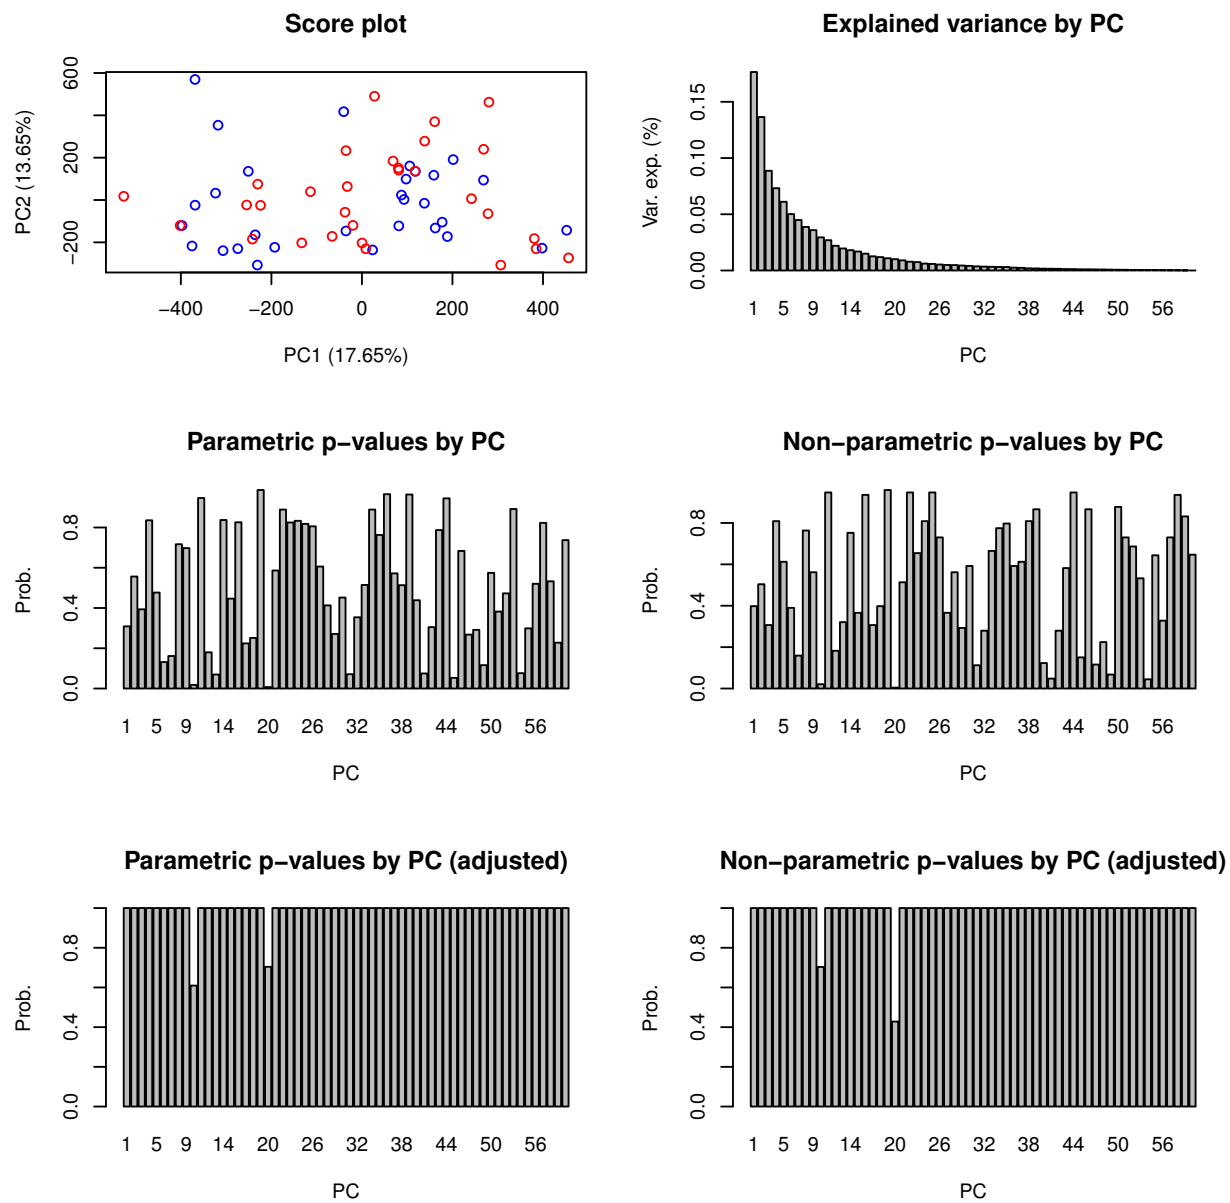 Score plot
PC2 (13.65%)
−200 200 600
−400 −200 0 200 400
PC1 (17.65%)
Explained variance by PC
Var. exp. (%)
0.00 0.05 0.15
1 5 9 14 20 26 32 38 44 50 56
PC
Parametric p−values by PC
Prob.
0.0 0.4 0.8
1 5 9 14 20 26 32 38 44 50 56
PC
Non−parametric p−values by PC
Prob.
0.0 0.4 0.8
1 5 9 14 20 26 32 38 44 50 56
PC
Parametric p−values by PC (adjusted)
Prob.
0.0 0.4 0.8
1 5 9 14 20 26 32 38 44 50 56
PC
Non−parametric p−values by PC (adjusted)
Prob.
0.0 0.4 0.8
1 5 9 14 20 26 32 38 44 50 56
PC